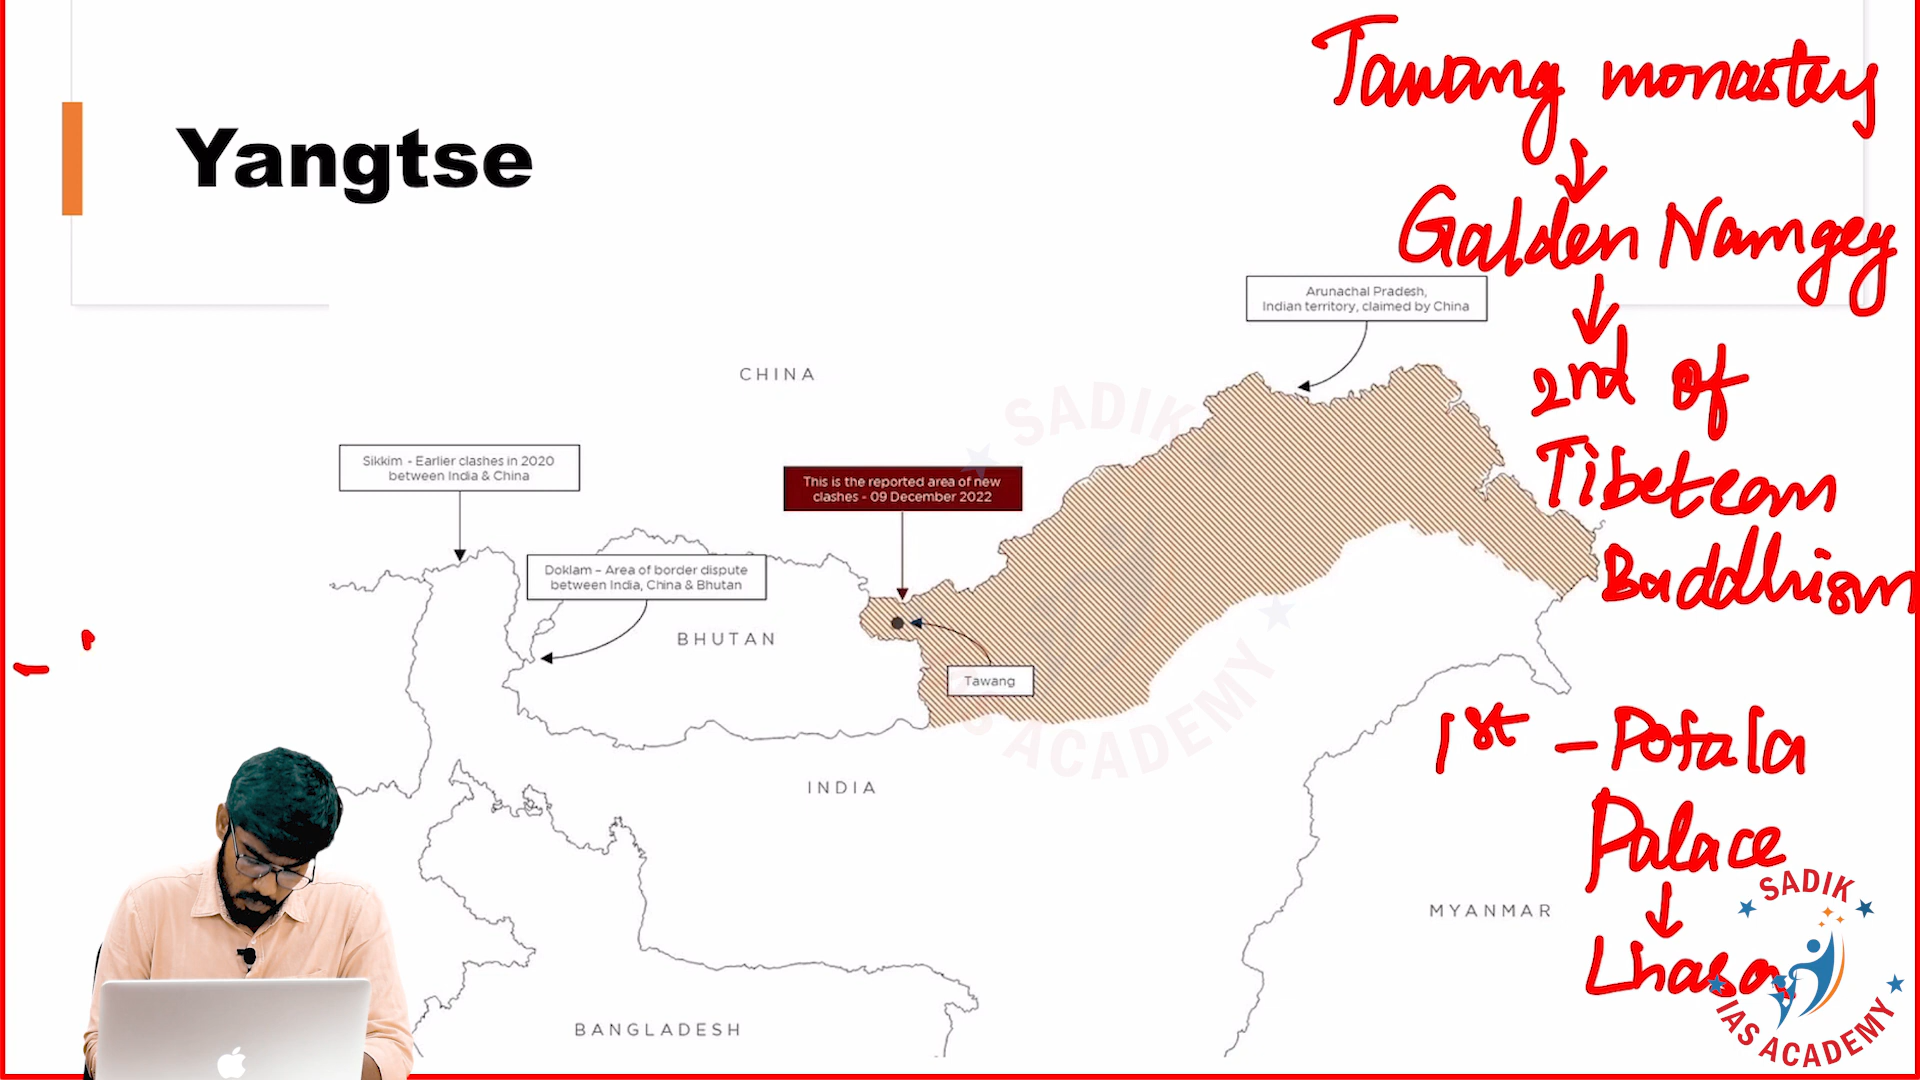 Yangtse
Tawang monastery
Galden Namgey
2nd of
Tibetean
Buddhism
1st - Potala
Palace
Lhasa
Arunachal Pradesh,
Indian territory, claimed by China
CHINA
Sikkim - Earlier clashes in 2020
between India & China
This is the reported area of new
clashes - 09 December 2022
Doklam – Area of border dispute
between India, China & Bhutan
BHUTAN
Tawang
INDIA
MYANMAR
BANGLADESH
SADIK
ACADEMY
SADIK
IAS ACADEMY